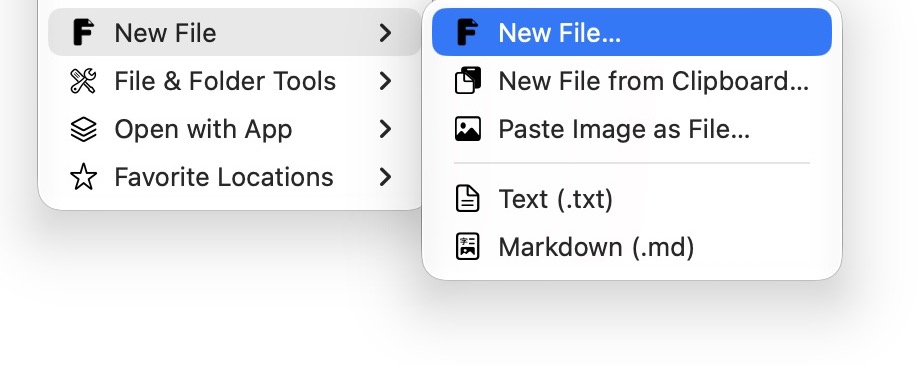 New File
File & Folder Tools
Open with App
Favorite Locations
New File...
New File from Clipboard...
Paste Image as File...
Text (.txt)
Markdown (.md)